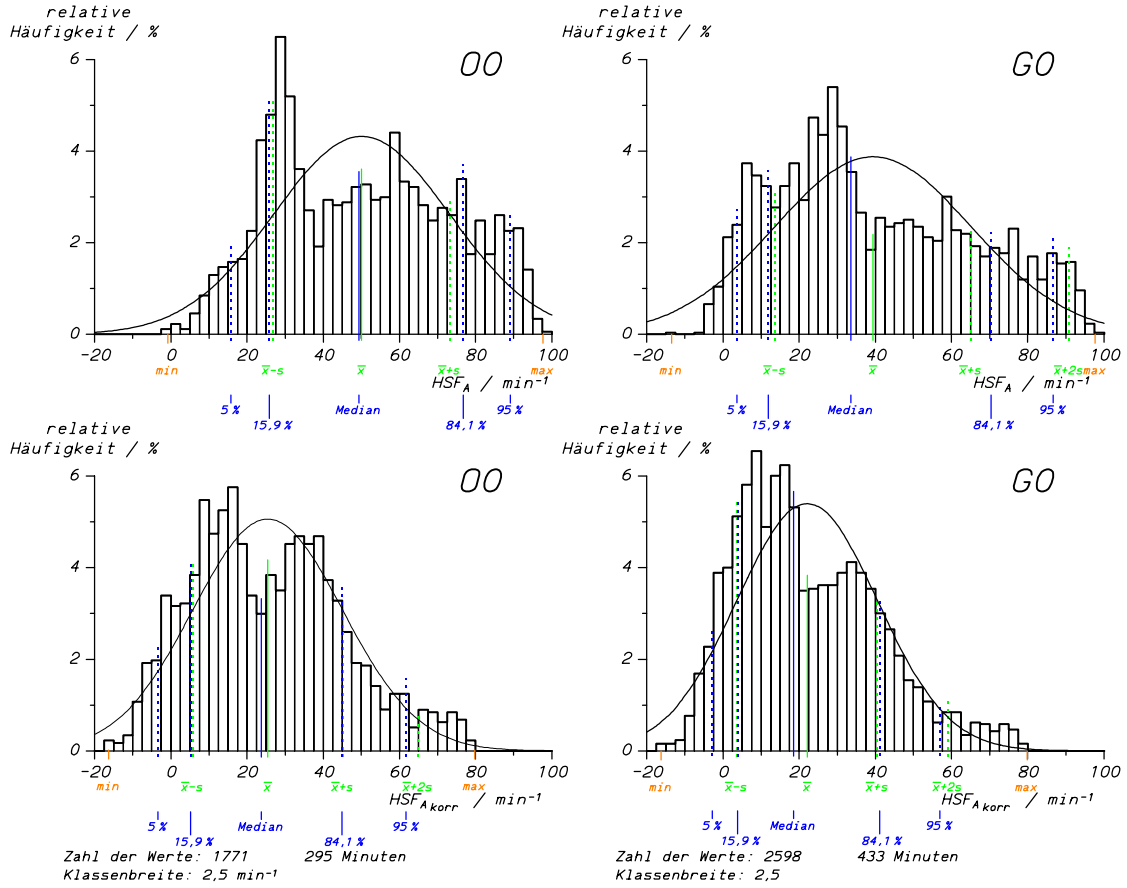 relative
Häufigkeit / %
OO
6
4
2
0
-20 0 20 40 60 80 100
min x̅-s x̅ x̅+s max
HSF_A / min⁻¹
5 % Median 95 %
15,9 % 84,1 %
relative
Häufigkeit / %
GO
6
4
2
0
-20 0 20 40 60 80 100
min x̅-s x̅ x̅+s x̅+2s max
HSF_A / min⁻¹
5 % Median 95 %
15,9 % 84,1 %
relative
Häufigkeit / %
OO
6
4
2
0
-20 0 20 40 60 80 100
min x̅-s x̅ x̅+s x̅+2s max
HSF_A korr / min⁻¹
5 % Median 95 %
15,9 % 84,1 %
Zahl der Werte: 1771 295 Minuten
Klassenbreite: 2,5 min⁻¹
relative
Häufigkeit / %
GO
6
4
2
0
-20 0 20 40 60 80 100
min x̅-s x̅ x̅+s x̅+2s max
HSF_A korr / min⁻¹
5 % Median 95 %
15,9 % 84,1 %
Zahl der Werte: 2598 433 Minuten
Klassenbreite: 2,5